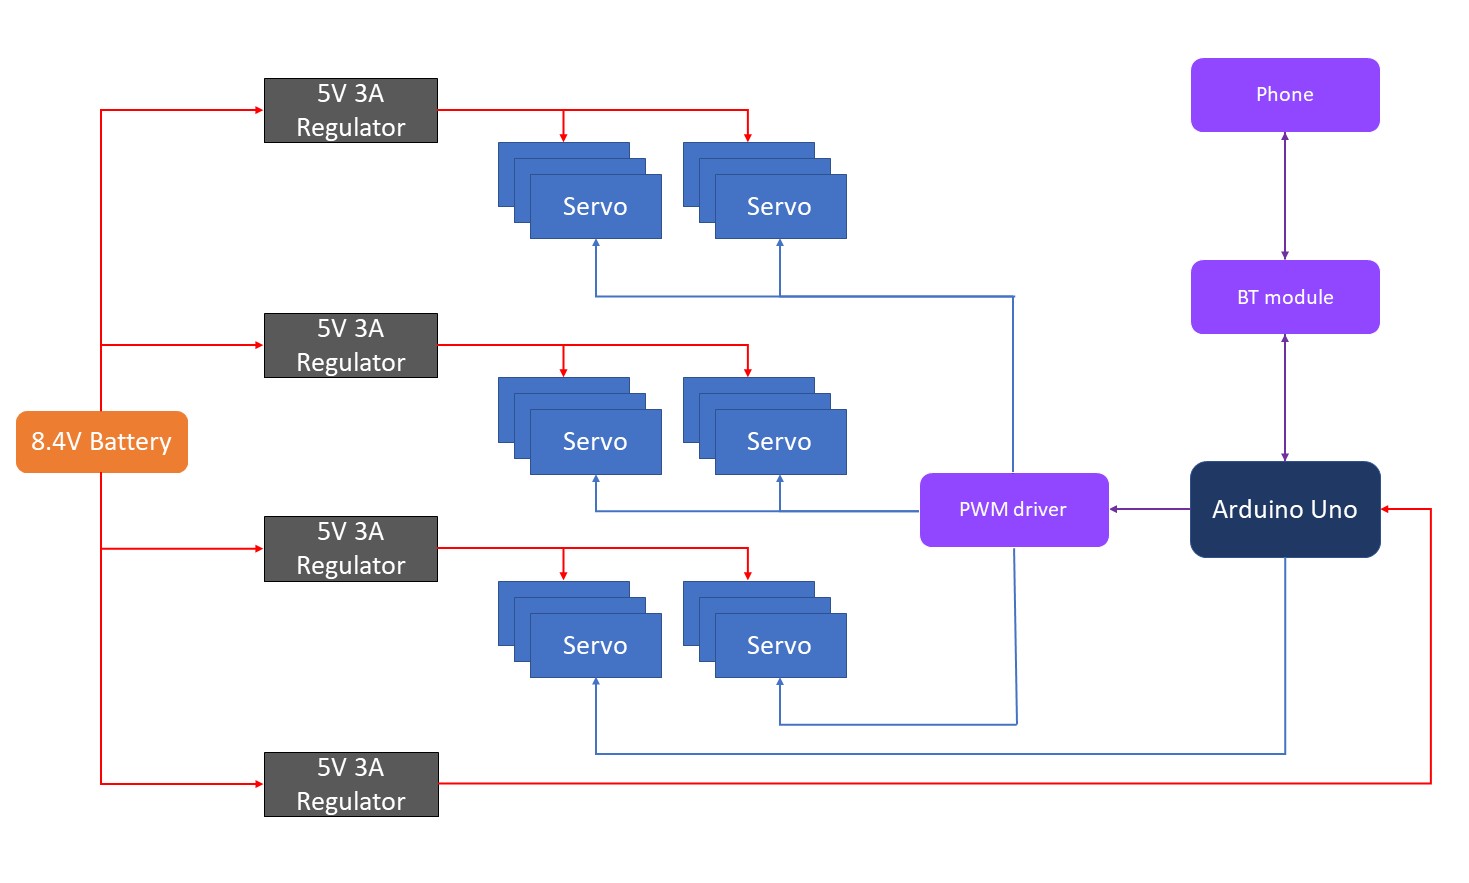 5V 3A
Regulator
Phone
Servo
Servo
BT module
5V 3A
Regulator
8.4V Battery
Servo
Servo
PWM driver
Arduino Uno
5V 3A
Regulator
Servo
Servo
5V 3A
Regulator